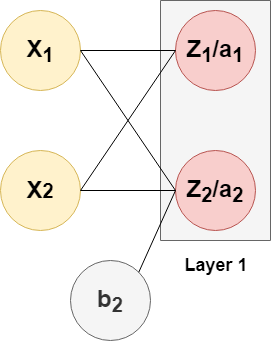 X₁ Z₁/a₁
X2 Z₂/a₂
Layer 1
b₂